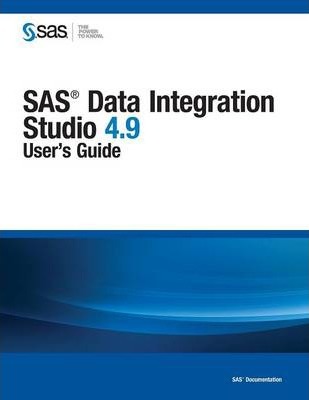 sas
THE
POWER
TO KNOW.
SAS® Data Integration
Studio 4.9
User's Guide
SAS® Documentation